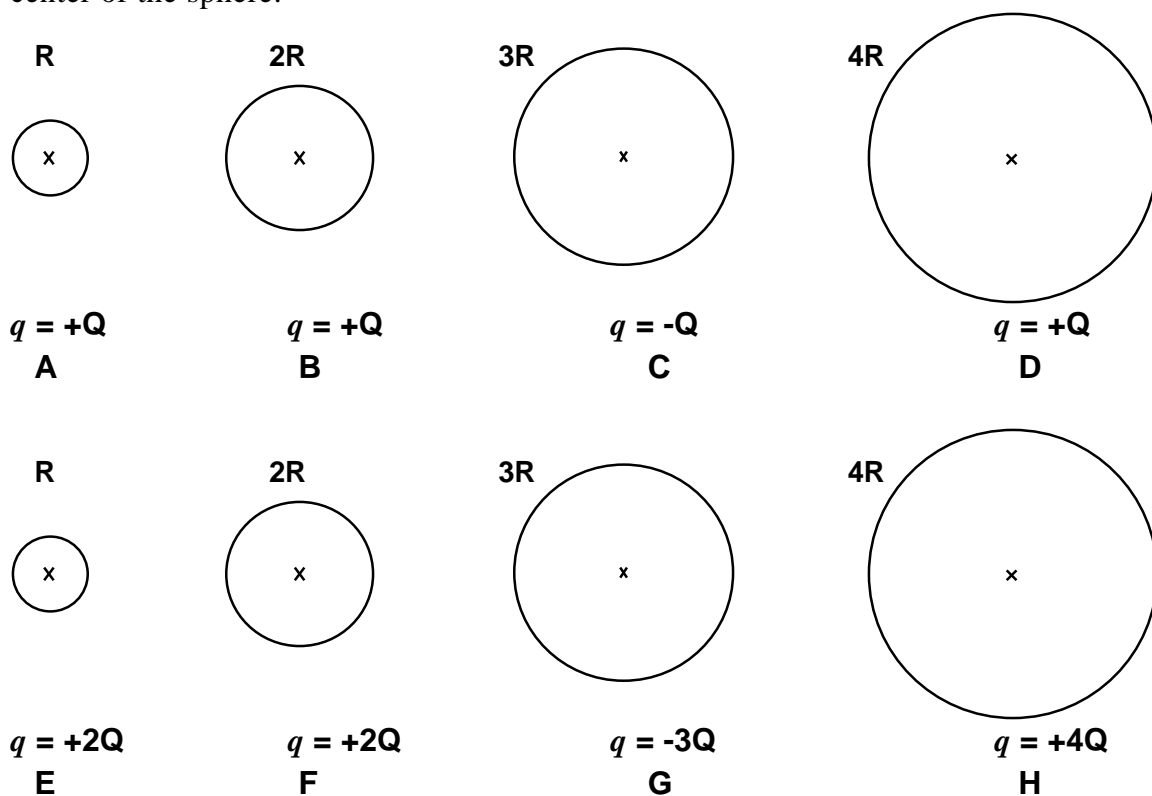 center of the sphere.
R 2R 3R 4R
x x x x
q = +Q q = +Q q = -Q q = +Q
A B C D
R 2R 3R 4R
x x x x
q = +2Q q = +2Q q = -3Q q = +4Q
E F G H